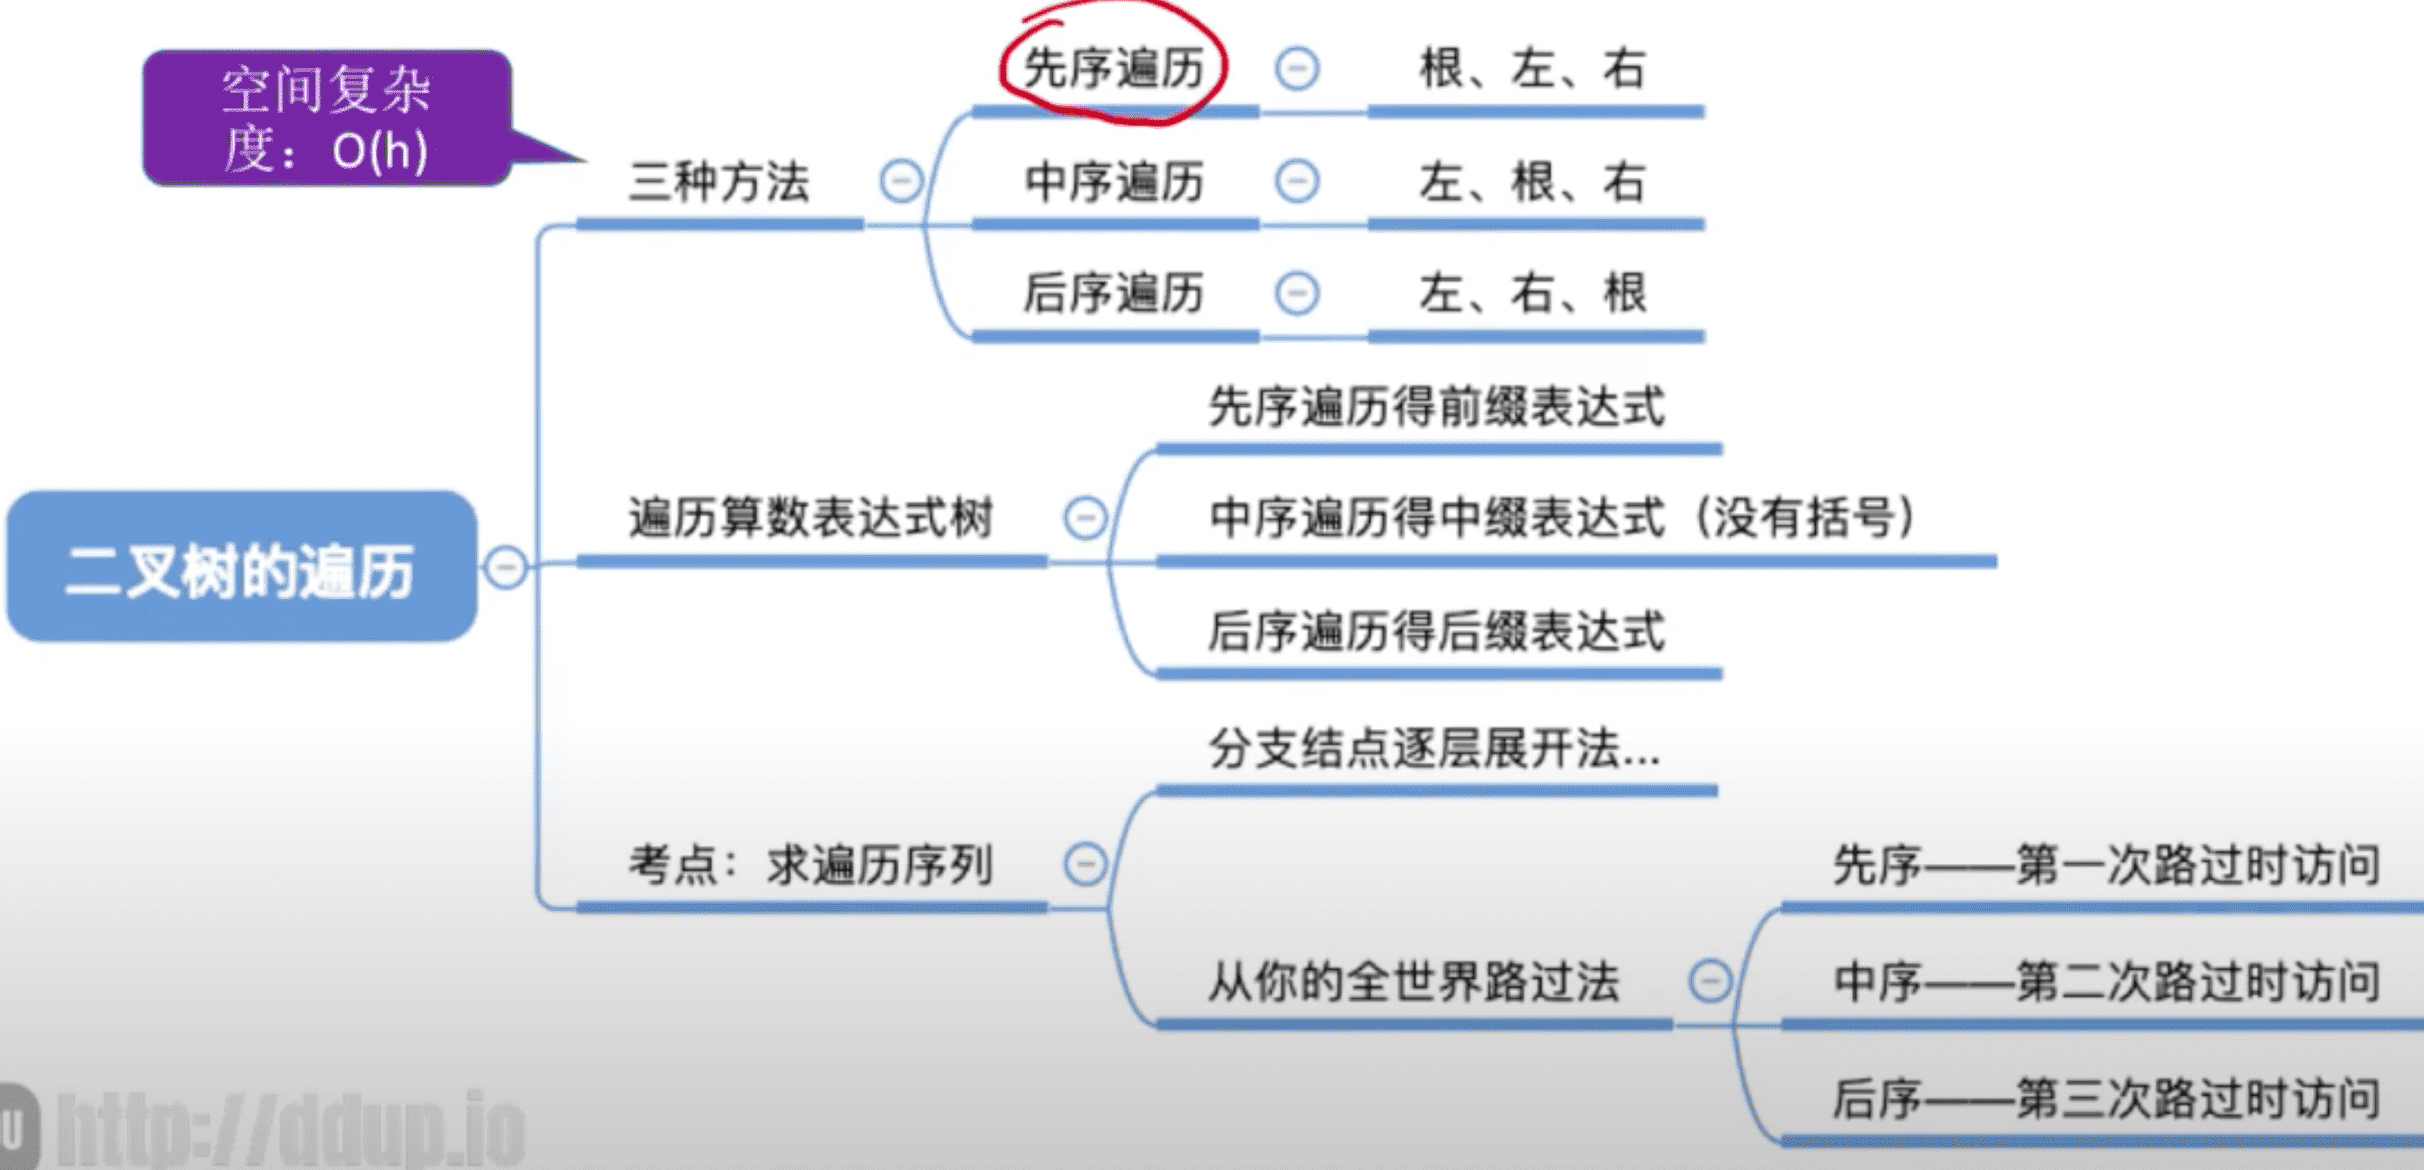 空间复杂
度：O(h)
先序遍历
根、左、右
三种方法
中序遍历
左、根、右
后序遍历
左、右、根
先序遍历得前缀表达式
遍历算数表达式树
中序遍历得中缀表达式（没有括号）
后序遍历得后缀表达式
二叉树的遍历
分支结点逐层展开法...
考点：求遍历序列
先序——第一次路过时访问
从你的全世界路过法
中序——第二次路过时访问
后序——第三次路过时访问
U http://ddup.io